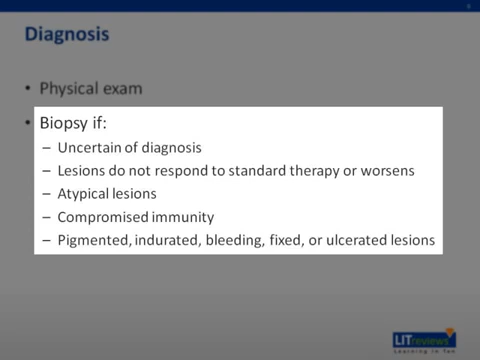 Diagnosis
• Physical exam
• Biopsy if:
– Uncertain of diagnosis
– Lesions do not respond to standard therapy or worsens
– Atypical lesions
– Compromised immunity
– Pigmented, indurated, bleeding, fixed, or ulcerated lesions
LITreviews
Learning is fun